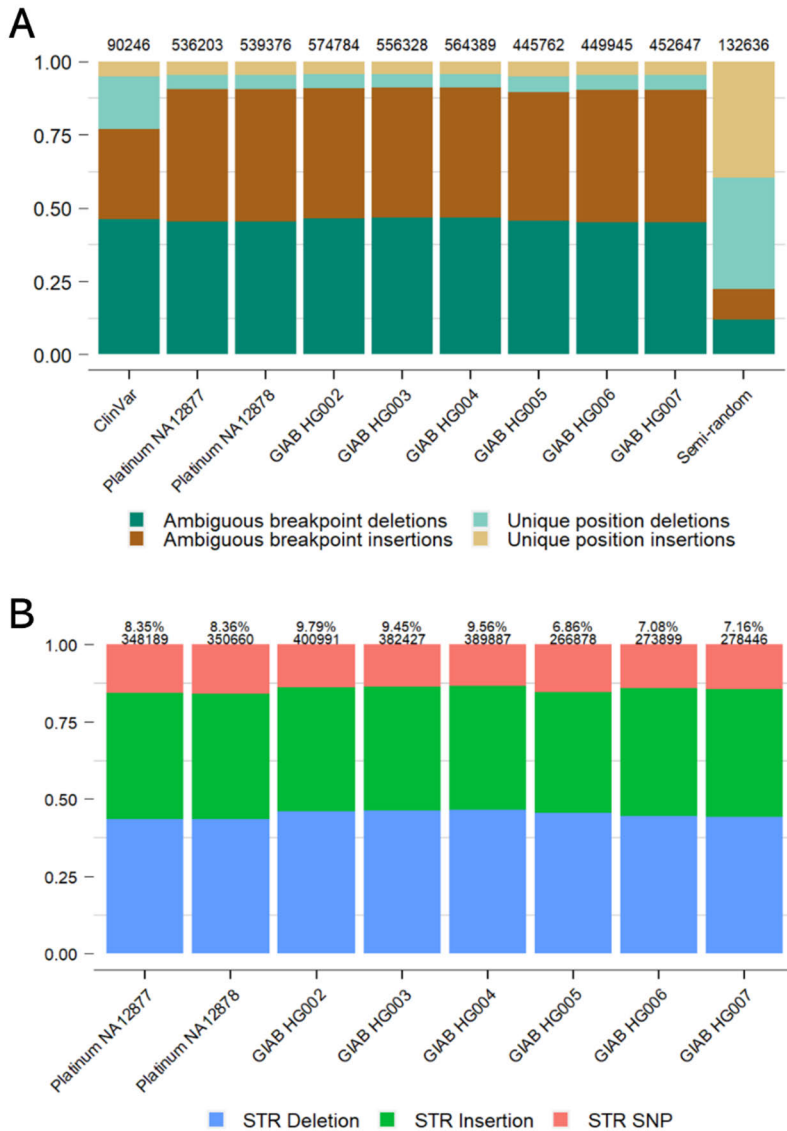 A
90246 536203 539376 574784 556328 564389 445762 449945 452647 132636
1.00
0.75
0.50
0.25
0.00
ClinVar
Platinum NA12877
Platinum NA12878
GIAB HG002
GIAB HG003
GIAB HG004
GIAB HG005
GIAB HG006
GIAB HG007
Semi-random
Ambiguous breakpoint deletions Unique position deletions
Ambiguous breakpoint insertions Unique position insertions
B
8.35% 8.36% 9.79% 9.45% 9.56% 6.86% 7.08% 7.16%
348189 350660 400991 382427 389887 266878 273899 278446
1.00
0.75
0.50
0.25
0.00
Platinum NA12877
Platinum NA12878
GIAB HG002
GIAB HG003
GIAB HG004
GIAB HG005
GIAB HG006
GIAB HG007
STR Deletion STR Insertion STR SNP